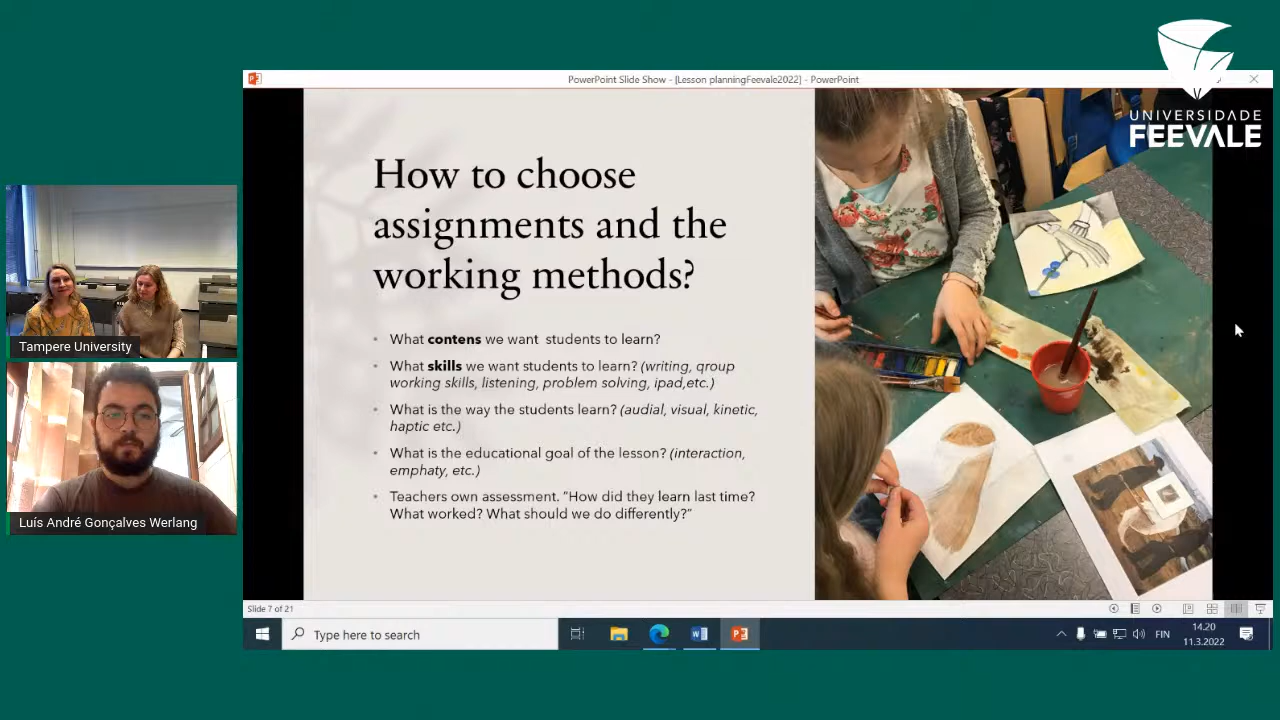 PowerPoint Slide Show - [Lesson planningFeevale2022] - PowerPoint
UNIVERSIDADE
FEEVALE
How to choose
assignments and the
working methods?
• What contens we want students to learn?
• What skills we want students to learn? (writing, qroup
working skills, listening, problem solving, ipad,etc.)
• What is the way the students learn? (audial, visual, kinetic,
haptic etc.)
• What is the educational goal of the lesson? (interaction,
emphaty, etc.)
• Teachers own assessment. “How did they learn last time?
What worked? What should we do differently?”
Tampere University
Luís André Gonçalves Werlang
Slide 7 of 21
Type here to search
FIN
14.20
11.3.2022